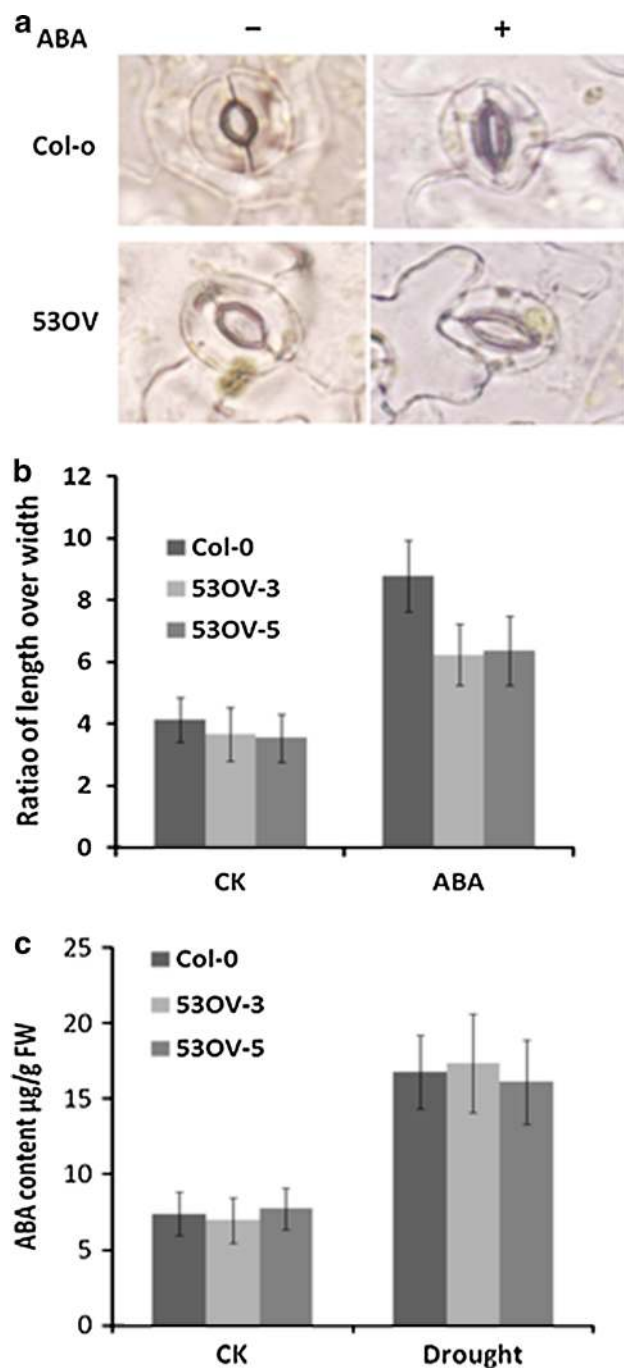 a
ABA - +
Col-o
53OV
b
Ratiao of length over width
12
10
8
6
4
2
0
Col-0
53OV-3
53OV-5
CK ABA
c
ABA content µg/g FW
25
20
15
10
5
0
Col-0
53OV-3
53OV-5
CK Drought